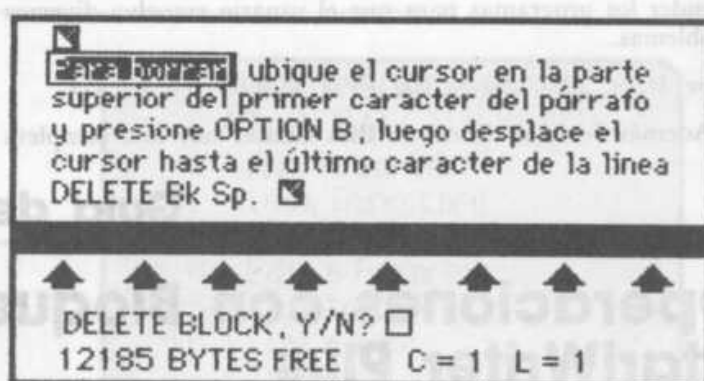 Para borrar, ubique el cursor en la parte
superior del primer caracter del párrafo
y presione OPTION B, luego desplace el
cursor hasta el último caracter de la linea
DELETE Bk Sp.
DELETE BLOCK, Y/N?
12185 BYTES FREE C = 1 L = 1